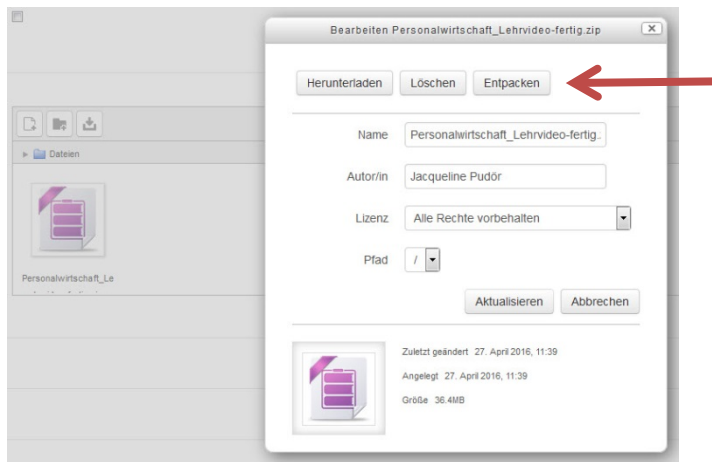 Bearbeiten Personalwirtschaft_Lehrvideo-fertig.zip
Herunterladen Löschen Entpacken
Name Personalwirtschaft_Lehrvideo-fertig.
Autor/in Jacqueline Pudör
Lizenz Alle Rechte vorbehalten
Pfad /
Aktualisieren Abbrechen
Zuletzt geändert 27. April 2016, 11:39
Angelegt 27. April 2016, 11:39
Größe 36.4MB
Dateien
Personalwirtschaft_Le